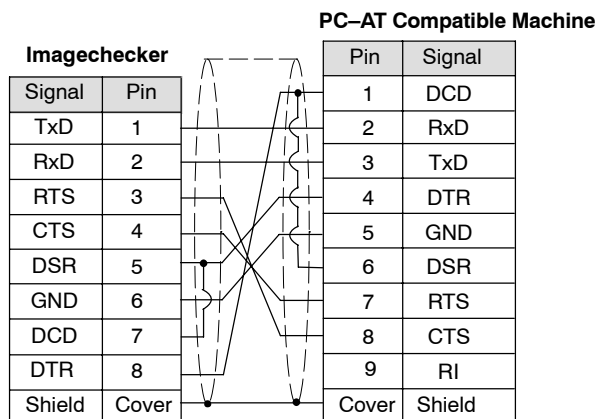 PC–AT Compatible Machine
Imagechecker
Pin Signal
Signal Pin
1 DCD
TxD 1
2 RxD
RxD 2
3 TxD
RTS 3
4 DTR
CTS 4
5 GND
DSR 5
6 DSR
GND 6
7 RTS
DCD 7
8 CTS
DTR 8
9 RI
Shield Cover
Cover Shield